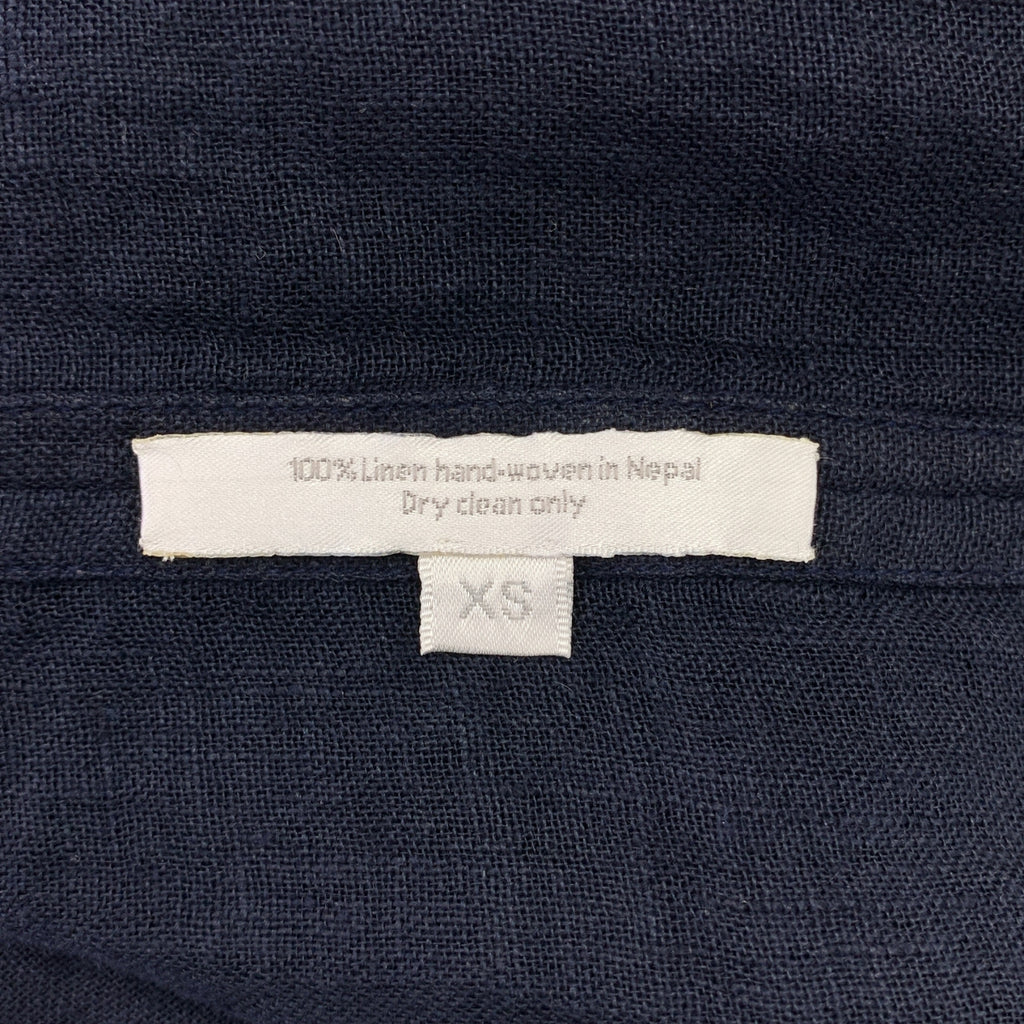 100% Linen hand-woven in Nepal
Dry clean only
XS